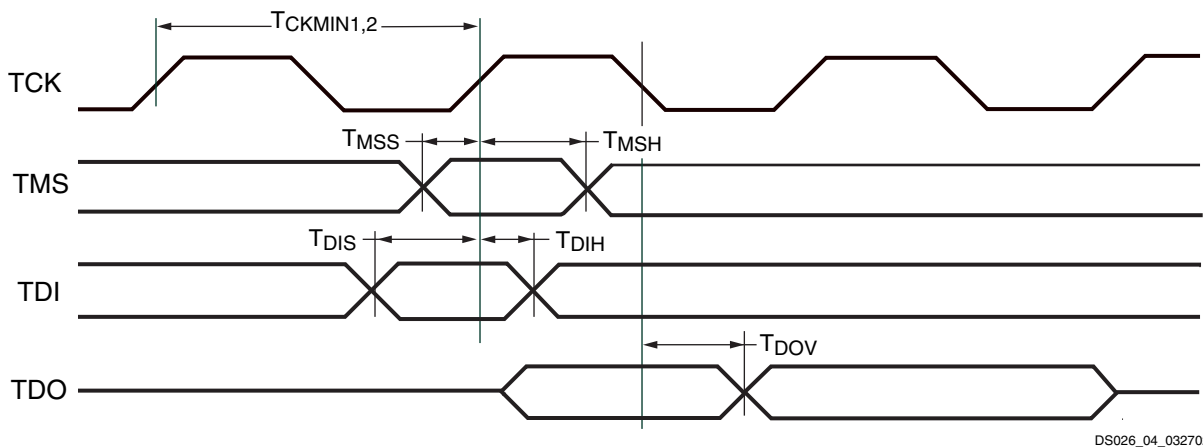 TCKMIN1,2
TCK
TMSS
TMSH
TMS
TDIS
TDIH
TDI
TDOV
TDO
DS026_04_03270